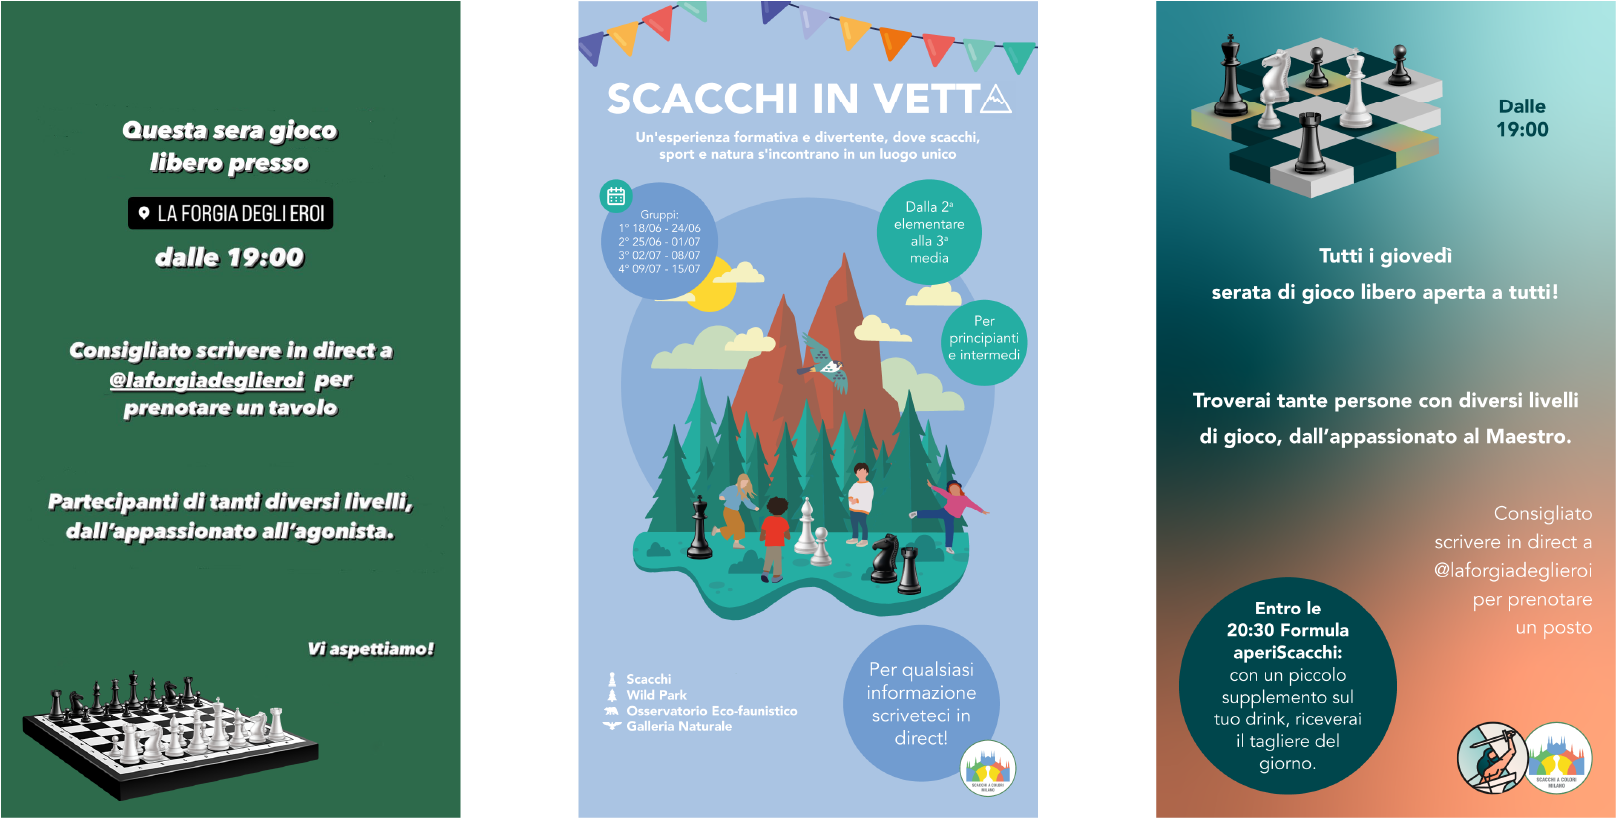 Questa sera gioco
libero presso
LA FORGIA DEGLI EROI
dalle 19:00
Consigliato scrivere in direct a
@laforgiadeglieroi per
prenotare un tavolo
Partecipanti di tanti diversi livelli,
dall'appassionato all'agonista.
Vi aspettiamo!
SCACCHI IN VETT
Un'esperienza formativa e divertente, dove scacchi,
sport e natura s'incontrano in un luogo unico
Gruppi:
1° 18/06 - 24/06
2° 25/06 - 01/07
3° 02/07 - 08/07
4° 09/07 - 15/07
Dalla 2ª
elementare
alla 3ª
media
Per
principianti
e intermedi
Scacchi
Wild Park
Osservatorio Eco-faunistico
Galleria Naturale
Per qualsiasi
informazione
scriveteci in
direct!
SCACCHI A COLORI
MILANO
Dalle
19:00
Tutti i giovedì
serata di gioco libero aperta a tutti!
Troverai tante persone con diversi livelli
di gioco, dall'appassionato al Maestro.
Consigliato
scrivere in direct a
@laforgiadeglieroi
per prenotare
un posto
Entro le
20:30 Formula
aperiScacchi:
con un piccolo
supplemento sul
tuo drink, riceverai
il tagliere del
giorno.
SCACCHI A COLORI
MILANO